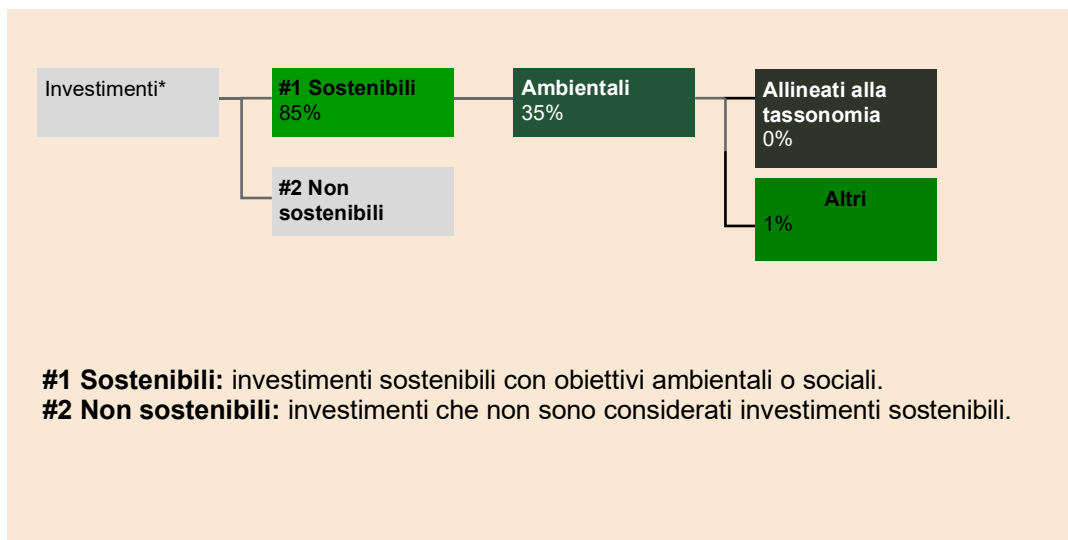 Investimenti*
#1 Sostenibili
85%
Ambientali
35%
Allineati alla
tassonomia
0%
#2 Non
sostenibili
Altri
1%
#1 Sostenibili: investimenti sostenibili con obiettivi ambientali o sociali.
#2 Non sostenibili: investimenti che non sono considerati investimenti sostenibili.